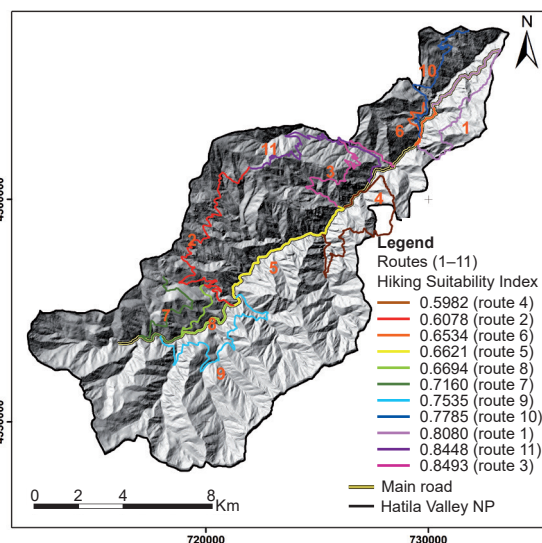 N
10
6
1
11
3
4
2
5
7
8
9
Legend
Routes (1–11)
Hiking Suitability Index
0.5982 (route 4)
0.6078 (route 2)
0.6534 (route 6)
0.6621 (route 5)
0.6694 (route 8)
0.7160 (route 7)
0.7535 (route 9)
0.7785 (route 10)
0.8080 (route 1)
0.8448 (route 11)
0.8493 (route 3)
Main road
Hatila Valley NP
0 2 4 8
Km
720000 730000